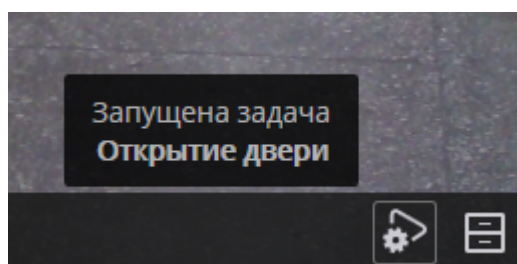 Запущена задача
Открытие двери